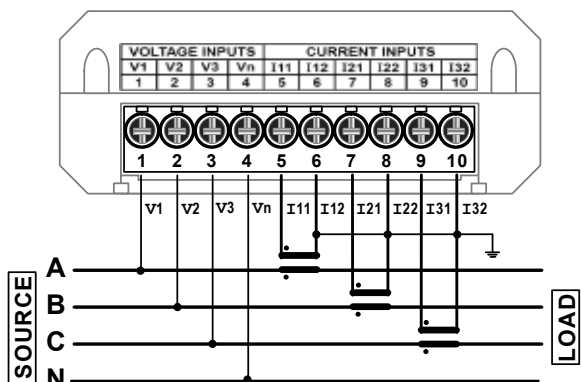 VOLTAGE INPUTS CURRENT INPUTS
V1 V2 V3 Vn I11 I12 I21 I22 I31 I32
1 2 3 4 5 6 7 8 9 10
1 2 3 4 5 6 7 8 9 10
V1 V2 V3 Vn I11 I12 I21 I22 I31 I32
SOURCE
A
B
C
N
LOAD